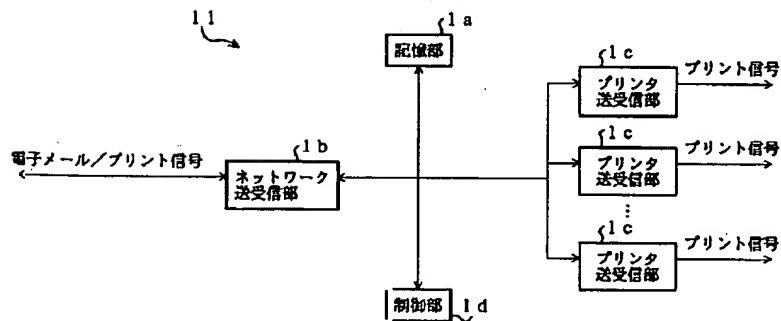 11
1a
記憶部
1c
プリント信号
プリンタ
送受信部
1b
電子メール/プリント信号
ネットワーク
送受信部
1c
プリント信号
プリンタ
送受信部
1c
プリント信号
プリンタ
送受信部
制御部
1d